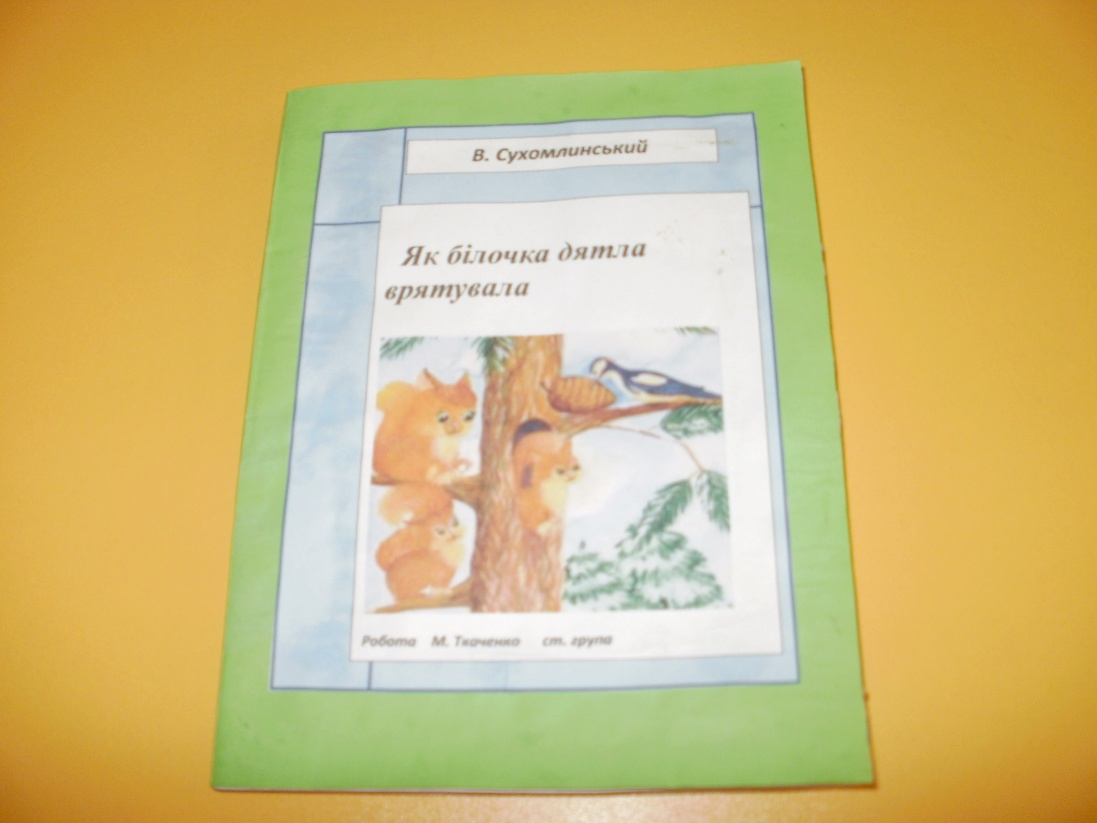 В. Сухомлинський
Як білочка дятла
врятувала
Робота М. Ткаченко ст. група